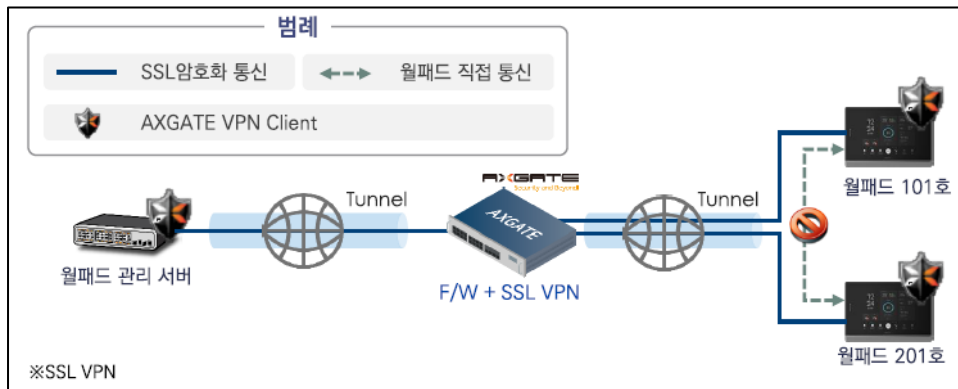 범례
SSL암호화 통신
월패드 직접 통신
AXGATE VPN Client
AXGATE
Security and Beyond
Tunnel
Tunnel
AXGATE
월패드 101호
월패드 관리 서버
F/W + SSL VPN
월패드 201호
※SSL VPN